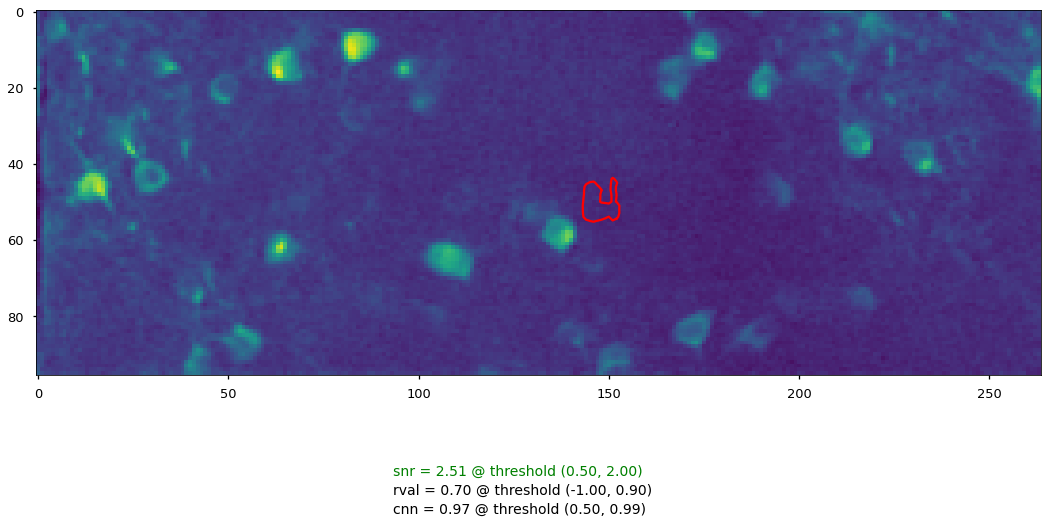 0
20
40
60
80
0 50 100 150 200 250
snr = 2.51 @ threshold (0.50, 2.00)
rval = 0.70 @ threshold (-1.00, 0.90)
cnn = 0.97 @ threshold (0.50, 0.99)